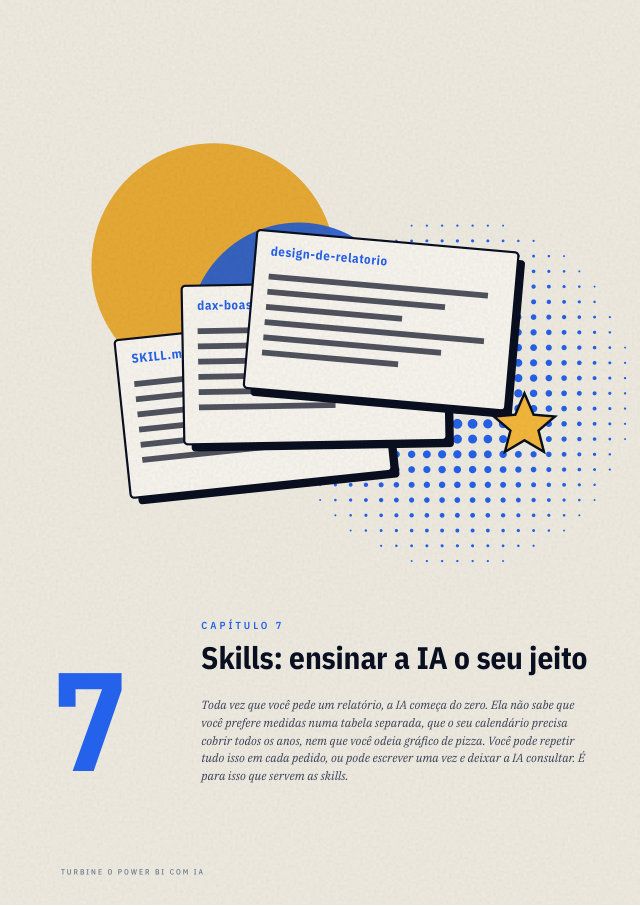 design-de-relatorio
dax-boas
SKILL.m
CAPÍTULO 7
Skills: ensinar a IA o seu jeito
7
Toda vez que você pede um relatório, a IA começa do zero. Ela não sabe que
você prefere medidas numa tabela separada, que o seu calendário precisa
cobrir todos os anos, nem que você odeia gráfico de pizza. Você pode repetir
tudo isso em cada pedido, ou pode escrever uma vez e deixar a IA consultar. É
para isso que servem as skills.
TURBINE O POWER BI COM IA